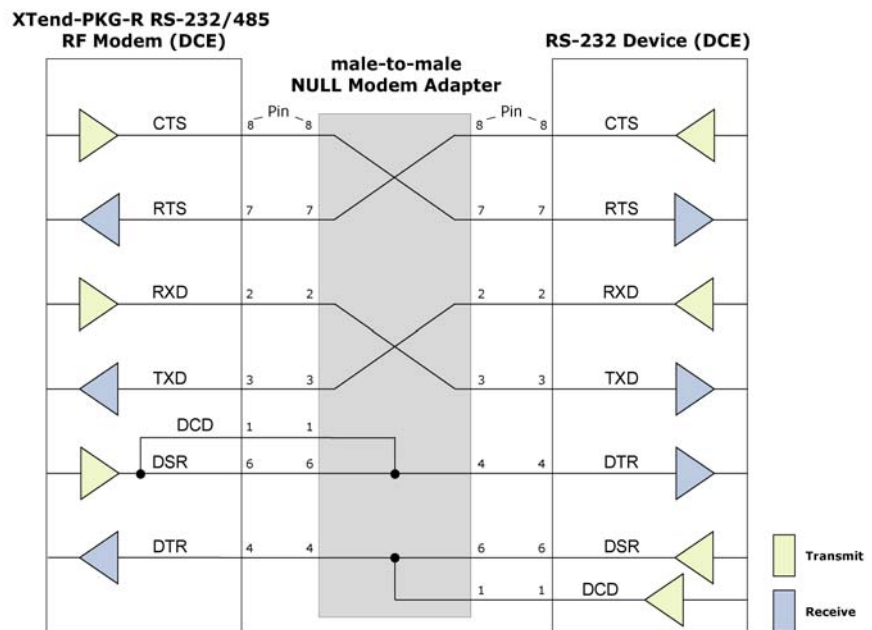 XTend-PKG-R RS-232/485
RF Modem (DCE)
male-to-male
NULL Modem Adapter
RS-232 Device (DCE)
CTS 8 Pin 8 8 Pin 8 CTS
RTS 7 7 7 7 RTS
RXD 2 2 2 2 RXD
TXD 3 3 3 3 TXD
DCD 1 1
DSR 6 6 4 4 DTR
DTR 4 4 6 6 DSR
1 1 DCD
Transmit
Receive